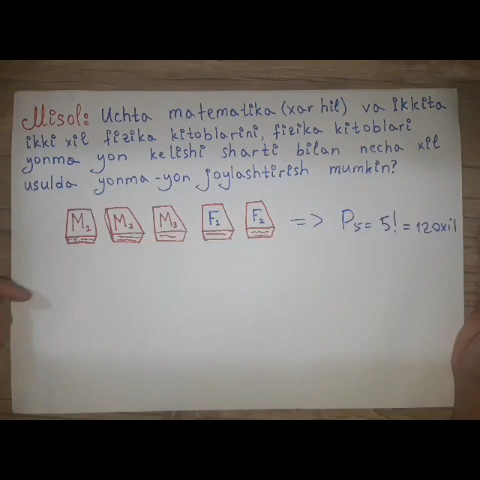 Misol: Uchta matematika (xar hil) va ikkita
ikki xil fizika kitoblarini, fizika kitoblari
yonma yon kelishi sharti bilan necha xil
usulda yonma-yon joylashtirish mumkin?
M₁ M₂ M₃ F₁ F₂ => P₅ = 5! = 120xil